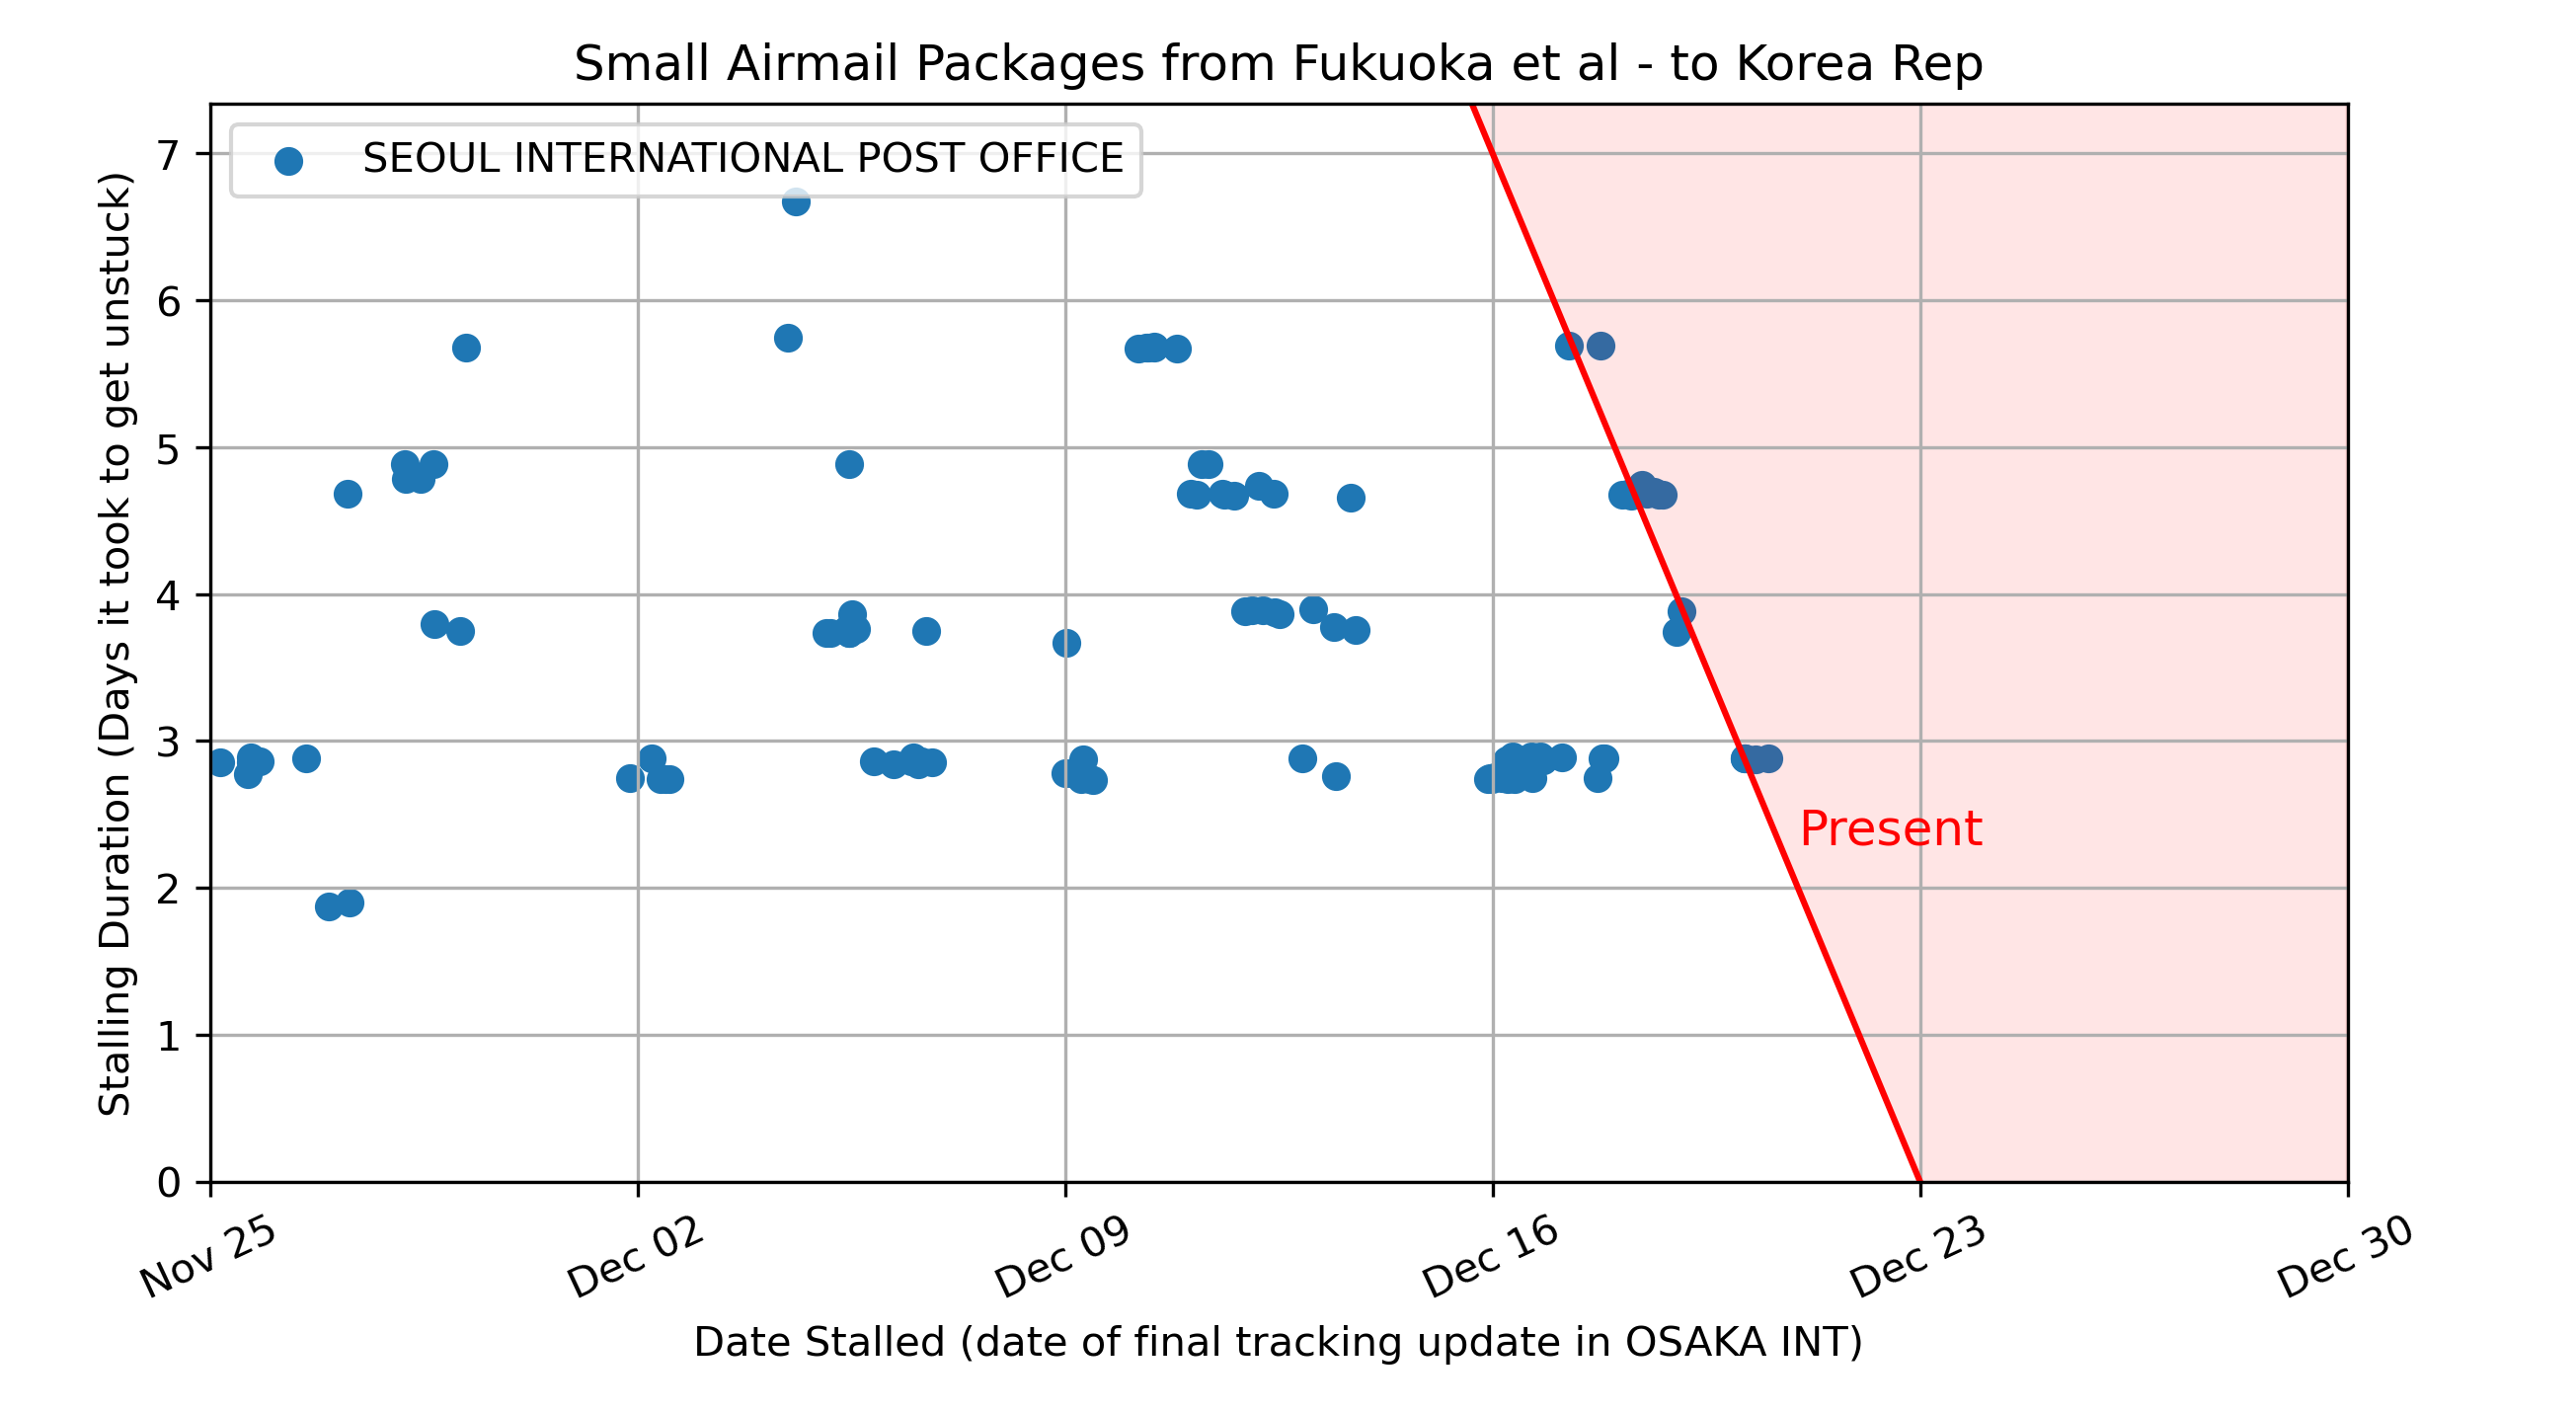 Small Airmail Packages from Fukuoka et al - to Korea Rep
SEOUL INTERNATIONAL POST OFFICE
Stalling Duration (Days it took to get unstuck)
7
6
5
4
3
2
1
0
Present
Nov 25
Dec 02
Dec 09
Dec 16
Dec 23
Dec 30
Date Stalled (date of final tracking update in OSAKA INT)